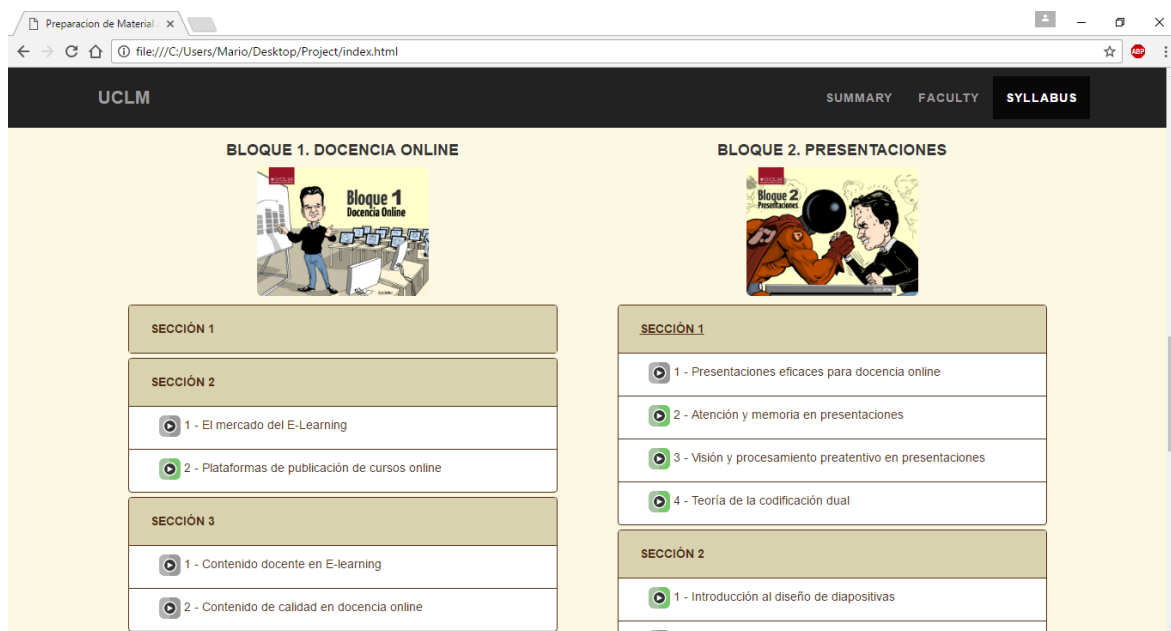 Preparacion de Material
file:///C:/Users/Mario/Desktop/Project/index.html
ABP
UCLM
SUMMARY
FACULTY
SYLLABUS
BLOQUE 1. DOCENCIA ONLINE
UCLM
Bloque 1
Docencia Online
SECCIÓN 1
SECCIÓN 2
1 - El mercado del E-Learning
2 - Plataformas de publicación de cursos online
SECCIÓN 3
1 - Contenido docente en E-learning
2 - Contenido de calidad en docencia online
BLOQUE 2. PRESENTACIONES
UCLM
Bloque 2
Presentaciones
SECCIÓN 1
1 - Presentaciones eficaces para docencia online
2 - Atención y memoria en presentaciones
3 - Visión y procesamiento preatentivo en presentaciones
4 - Teoría de la codificación dual
SECCIÓN 2
1 - Introducción al diseño de diapositivas